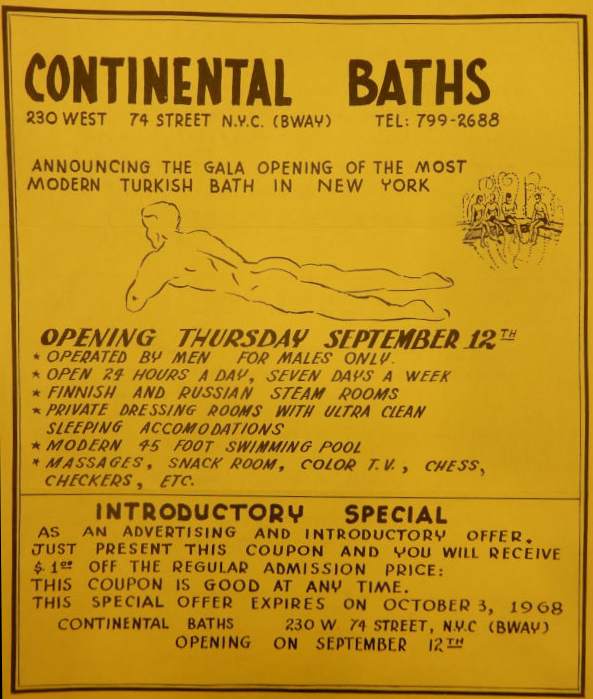 CONTINENTAL BATHS
230 WEST 74 STREET N.Y.C. (BWAY) TEL: 799-2688
ANNOUNCING THE GALA OPENING OF THE MOST
MODERN TURKISH BATH IN NEW YORK
OPENING THURSDAY SEPTEMBER 12TH
* OPERATED BY MEN FOR MALES ONLY.
* OPEN 24 HOURS A DAY, SEVEN DAYS A WEEK
* FINNISH AND RUSSIAN STEAM ROOMS
* PRIVATE DRESSING ROOMS WITH ULTRA CLEAN
SLEEPING ACCOMODATIONS
* MODERN 45 FOOT SWIMMING POOL
* MASSAGES, SNACK ROOM, COLOR T.V., CHESS,
CHECKERS, ETC.
INTRODUCTORY SPECIAL
AS AN ADVERTISING AND INTRODUCTORY OFFER.
JUST PRESENT THIS COUPON AND YOU WILL RECEIVE
$.1.00 OFF THE REGULAR ADMISSION PRICE:
THIS COUPON IS GOOD AT ANY TIME.
THIS SPECIAL OFFER EXPIRES ON OCTOBER 3, 1968
CONTINENTAL BATHS 230 W 74 STREET, N.Y.C (BWAY)
OPENING ON SEPTEMBER 12TH